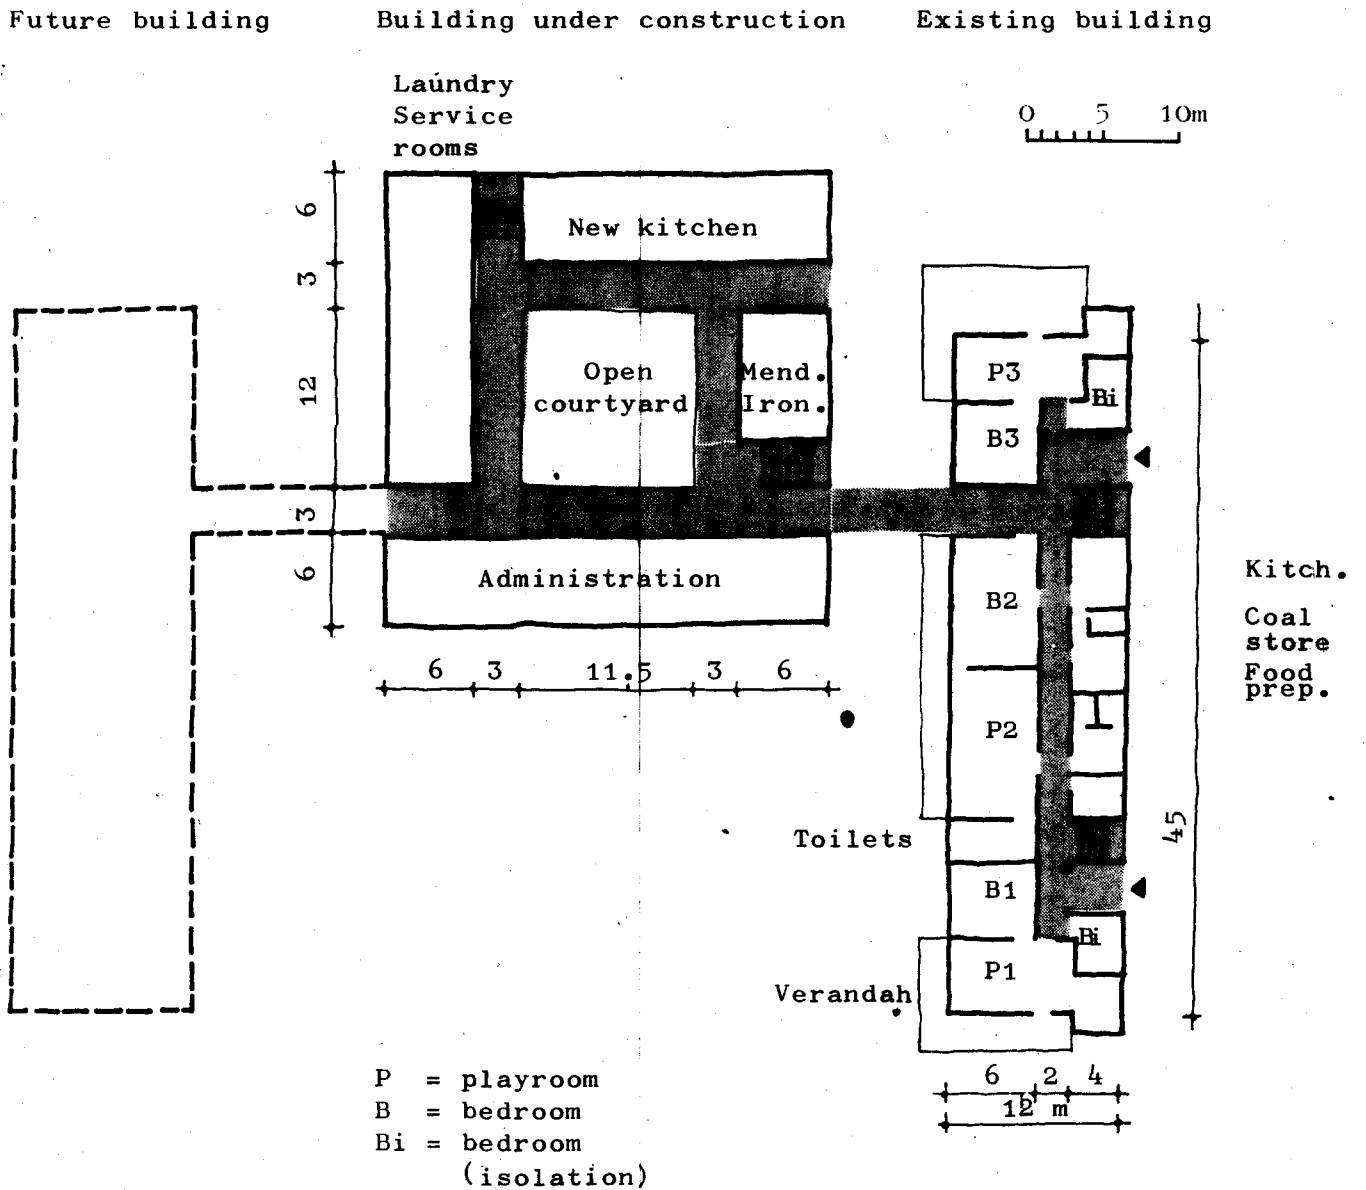 Future building
Building under construction
Existing building
Laundry
Service
rooms
0 5 10m
6
3
12
3
6
New kitchen
Open
courtyard
Mend.
Iron.
Administration
6 3 11.5 3 6
P3
Bi
B3
B2
P2
B1
Bi
P1
Kitch.
Coal
store
Food
prep.
45
Toilets
Verandah
6 2 4
12 m
P = playroom
B = bedroom
Bi = bedroom
(isolation)